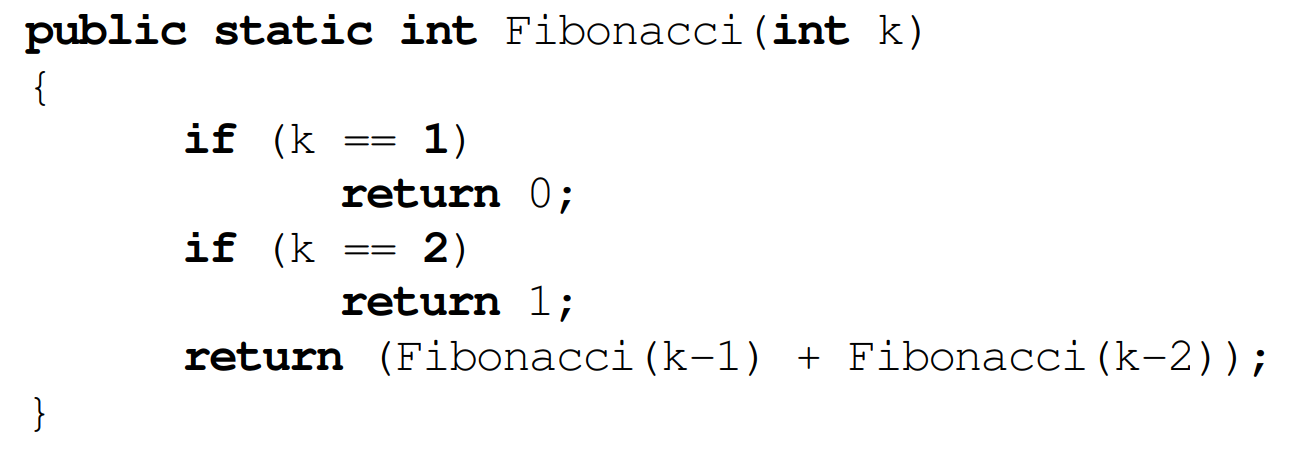 public static int Fibonacci(int k)
{
if (k == 1)
return 0;
if (k == 2)
return 1;
return (Fibonacci(k−1) + Fibonacci(k−2));
}